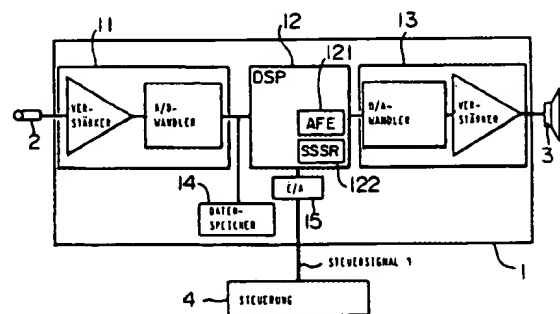 11
12
13
DSP
121
VER-
STÄRKER
A/D-
WANDLER
AFE
D/A-
WANDLER
VER-
STÄRKER
2
SSSR
3
14
E/A
122
DATEN-
SPEICHER
15
STEUERSIGNAL 1
1
4
STEUERUNG